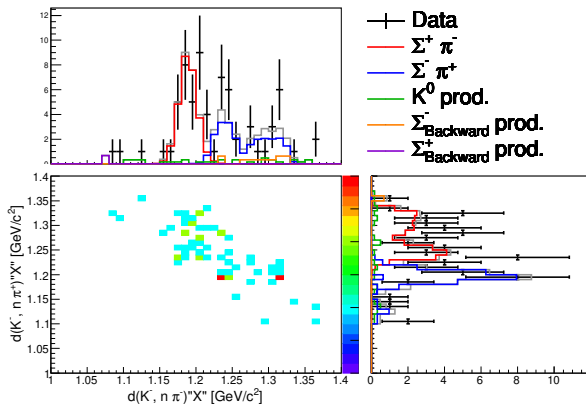 12
10
8
6
4
2
0
Data
Σ⁺ π⁻
Σ⁻ π⁺
K⁰ prod.
Σ⁻Backward prod.
Σ⁺Backward prod.
1.4
1.35
1.3
1.25
1.2
1.15
1.1
1.05
1
d(K⁻, n π⁺)"X" [GeV/c²]
1 1.05 1.1 1.15 1.2 1.25 1.3 1.35 1.4
d(K⁻, n π⁻)"X" [GeV/c²]
0 2 4 6 8 10